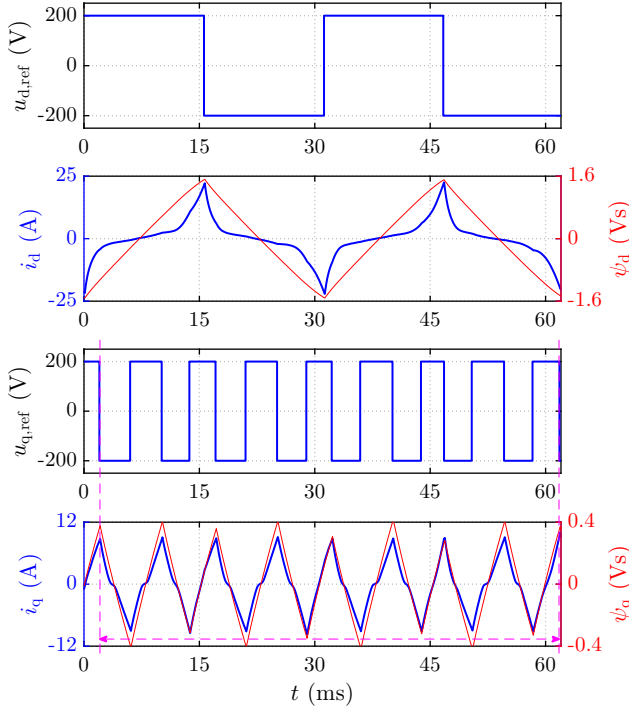 200
0
-200
u_d,ref (V)
0 15 30 45 60
25
0
-25
i_d (A)
1.6
0
-1.6
ψ_d (Vs)
0 15 30 45 60
200
0
-200
u_q,ref (V)
0 15 30 45 60
12
0
-12
i_q (A)
0.4
0
-0.4
ψ_q (Vs)
0 15 30 45 60
t (ms)